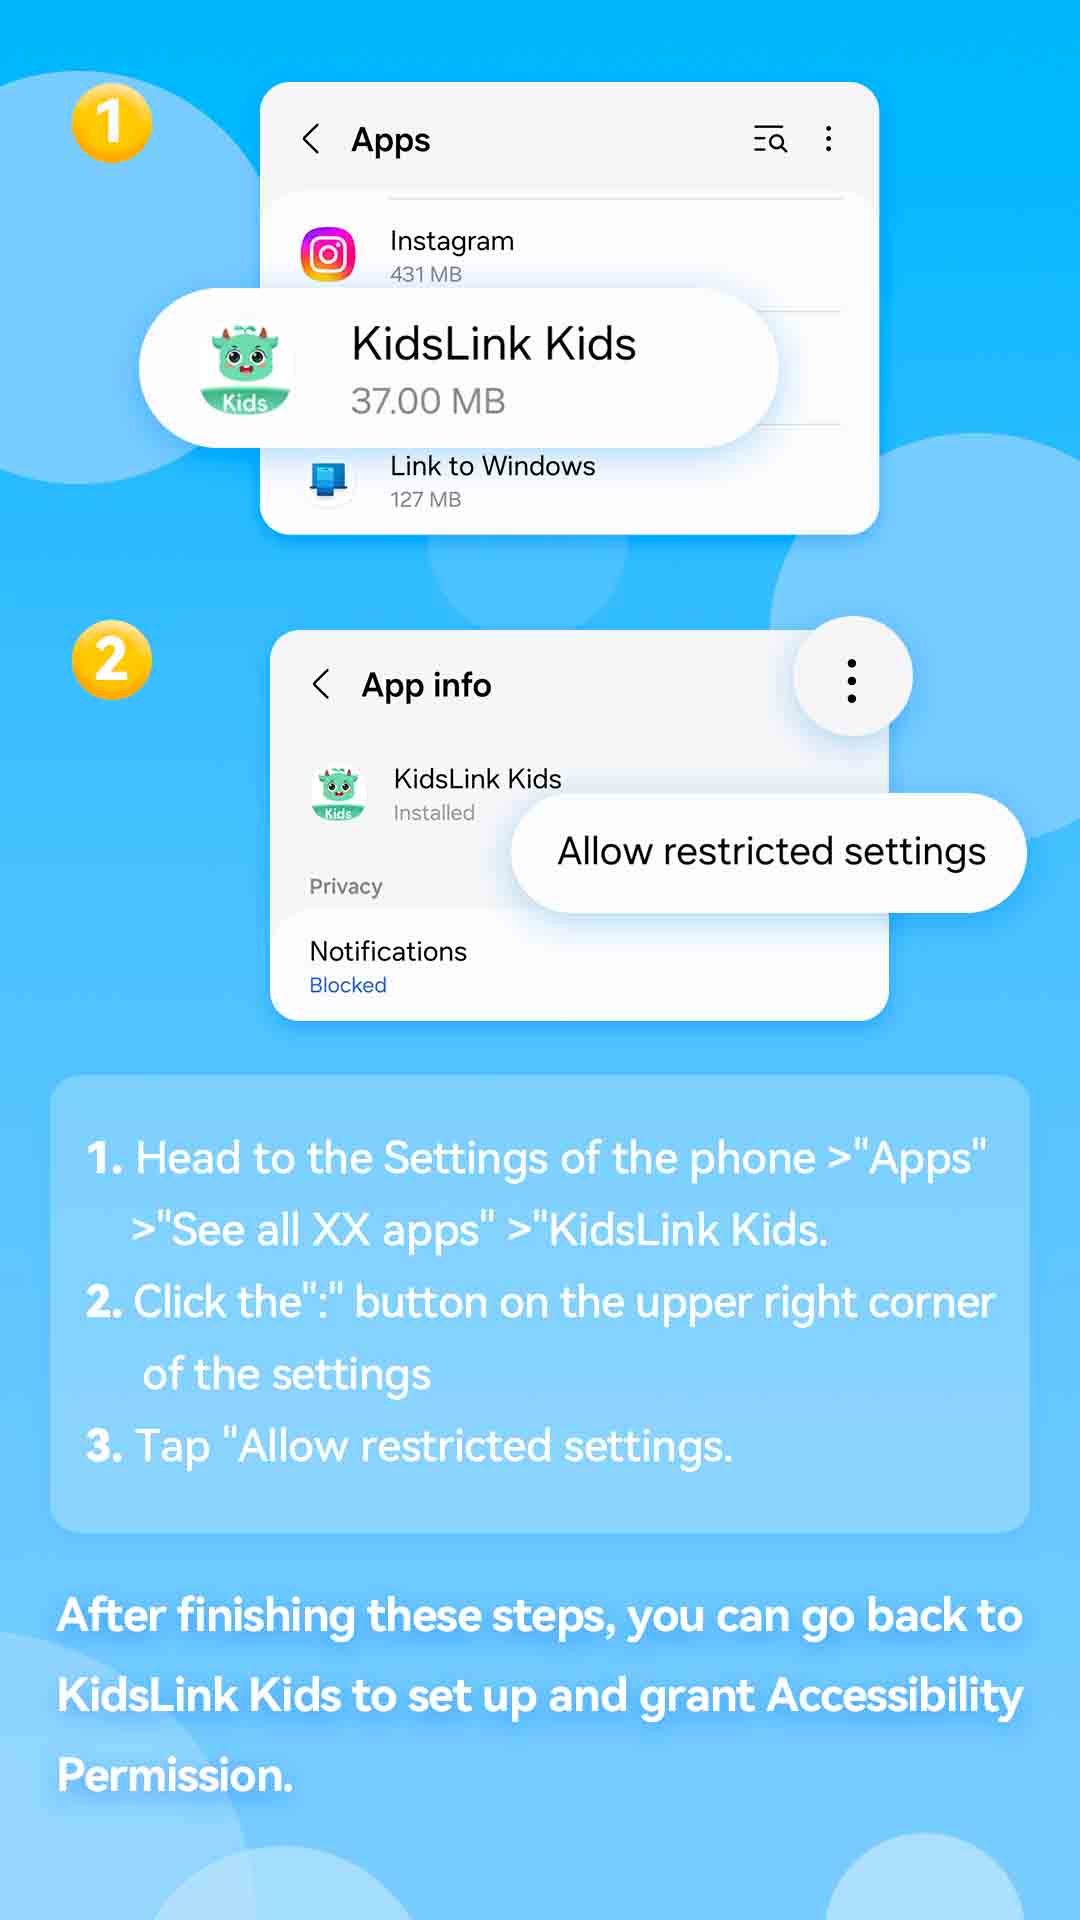 1
Apps
Instagram
431 MB
KidsLink Kids
37.00 MB
Kids
Link to Windows
127 MB
2
App info
KidsLink Kids
Installed
Kids
Allow restricted settings
Privacy
Notifications
Blocked
1. Head to the Settings of the phone >"Apps"
>"See all XX apps" >"KidsLink Kids.
2. Click the":" button on the upper right corner
of the settings
3. Tap "Allow restricted settings.
After finishing these steps, you can go back to
KidsLink Kids to set up and grant Accessibility
Permission.